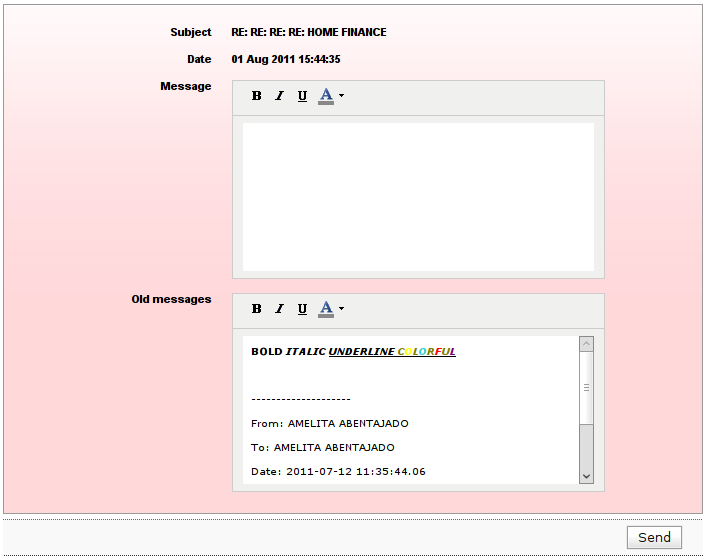 Subject RE: RE: RE: RE: HOME FINANCE
Date 01 Aug 2011 15:44:35
Message
B I U A
Old messages
B I U A
BOLD ITALIC UNDERLINE COLORFUL
--------------------
From: AMELITA ABENTAJADO
To: AMELITA ABENTAJADO
Date: 2011-07-12 11:35:44.06
Send